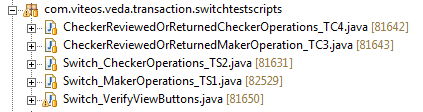 com.viteos.veda.transaction.switchtestscripts
CheckerReviewedOrReturnedCheckerOperations_TC4.java [81642]
CheckerReviewedOrReturnedMakerOperation_TC3.java [81643]
Switch_CheckerOperations_TS2.java [81631]
Switch_MakerOperations_TS1.java [82529]
Switch_VerifyViewButtons.java [81650]